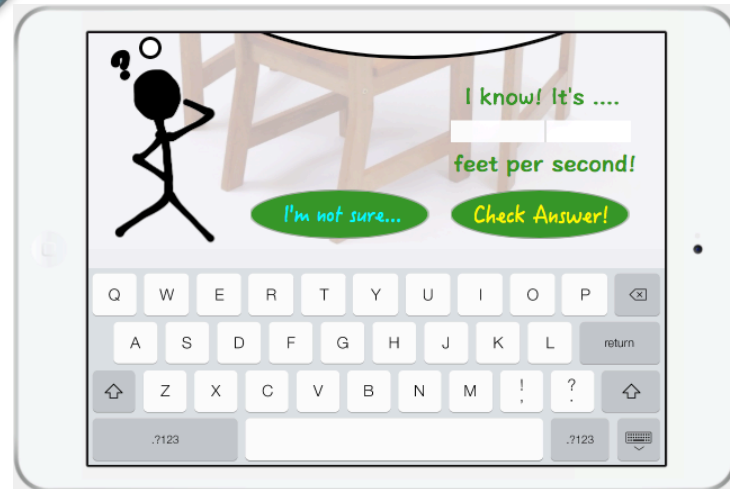 ?
I know! It's ....
feet per second!
I'm not sure... Check Answer!
Q W E R T Y U I O P
A S D F G H J K L return
Z X C V B N M ! , ? .
.?123 .?123